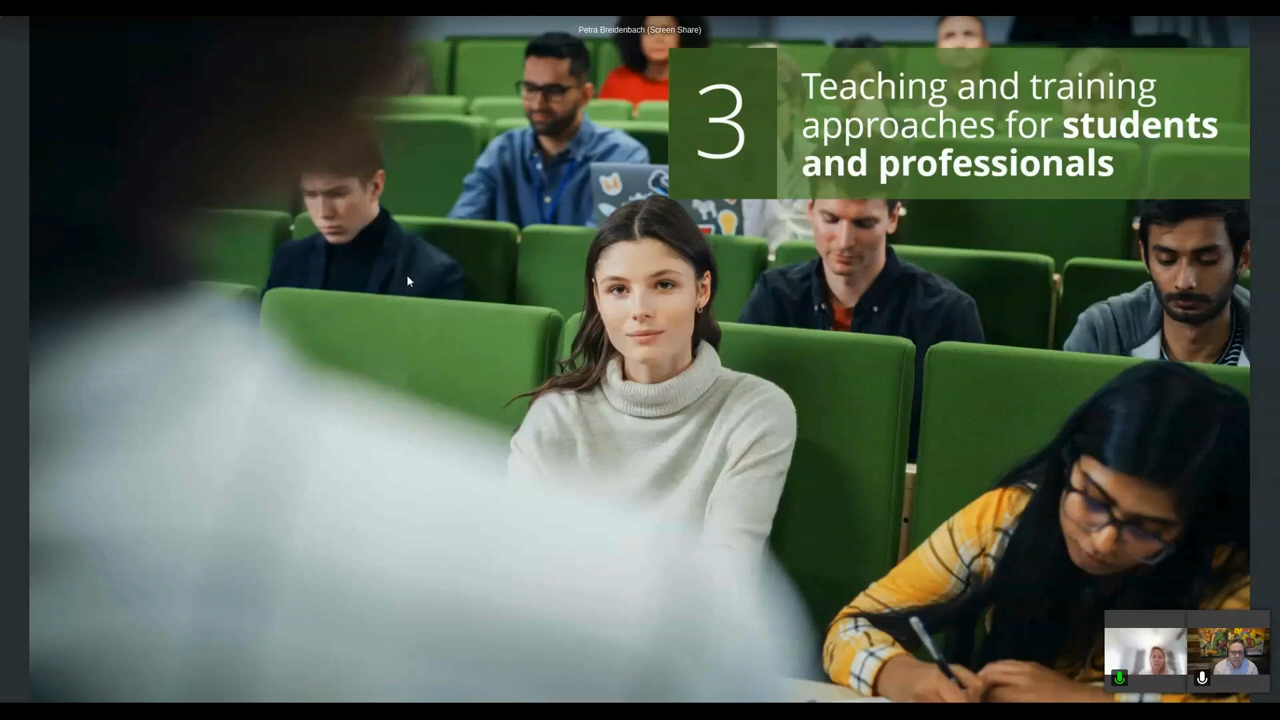 Petra Breidenbach (Screen Share)
3
Teaching and training
approaches for students
and professionals